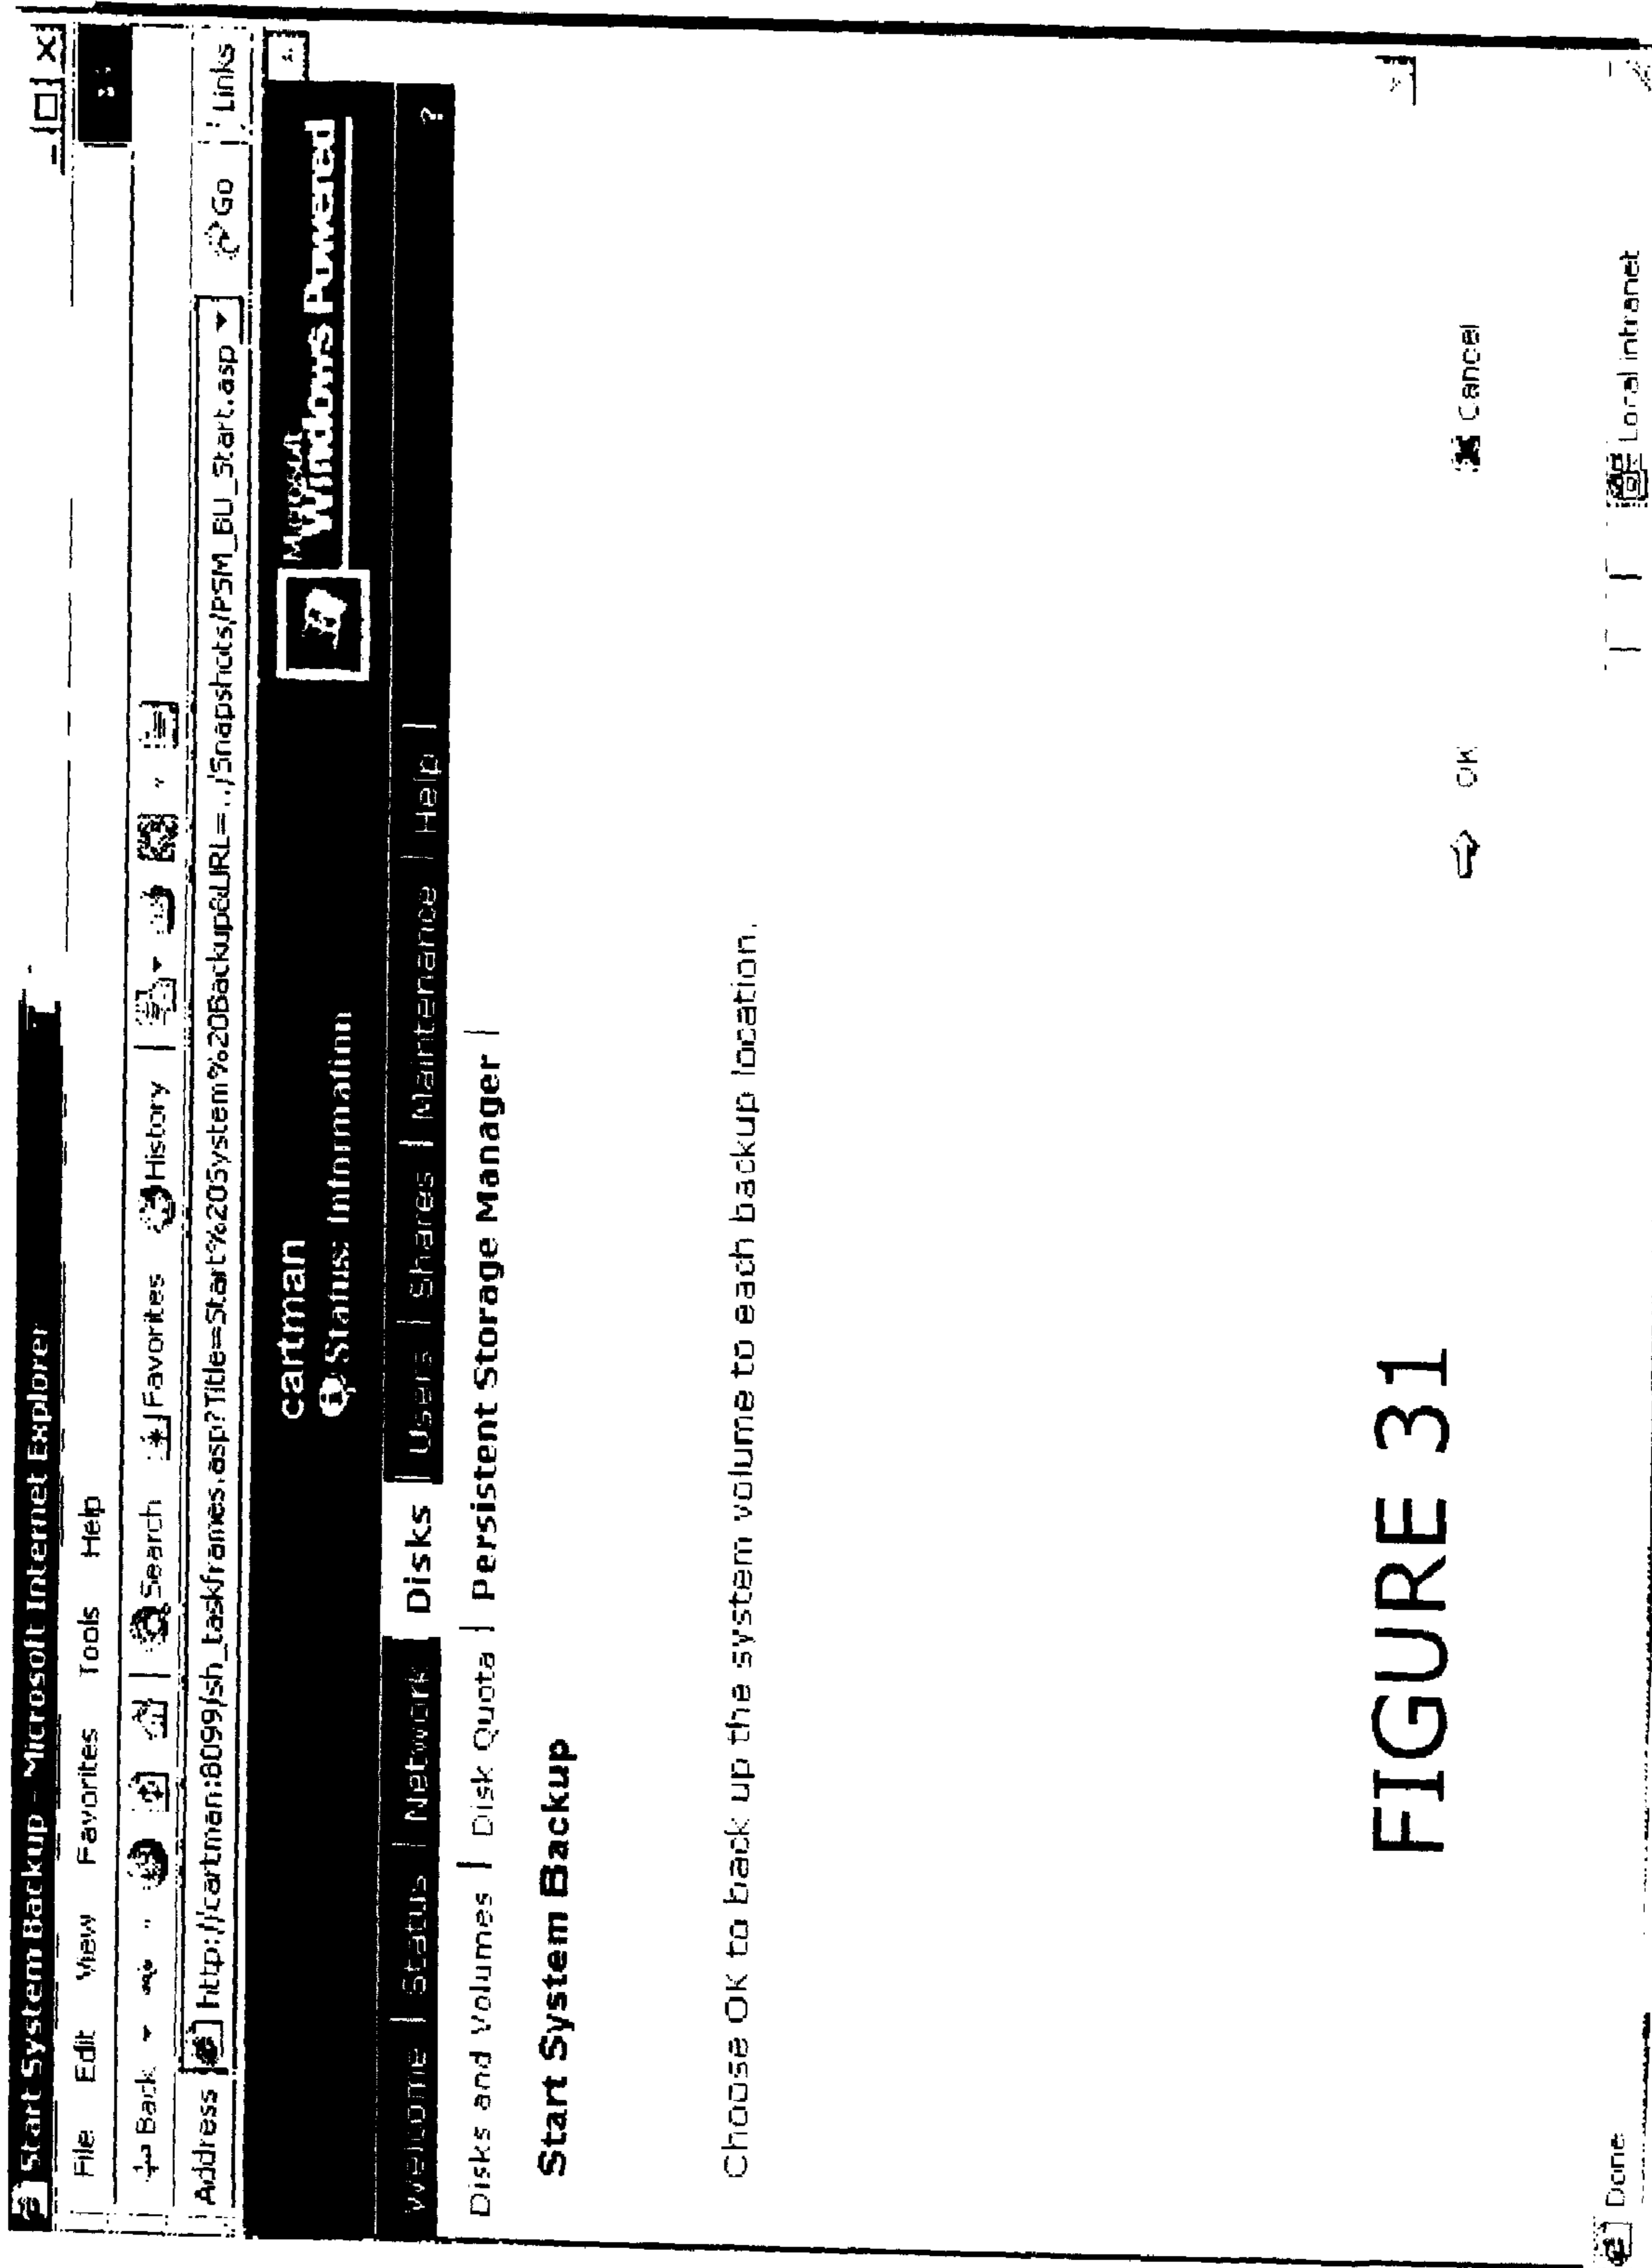 Start System Backup - Microsoft Internet Explorer
File Edit View Favorites Tools Help
Back Search Favorites History
Address http://cartman:8099/sh_taskframes.asp?Title=Start%20System%20Backup&URL=../Snapshots/PSM_BU_Start.asp Go Links
cartman
Status: Information
Microsoft
Windows Powered
Welcome | Status | Network | Disks | Users | Shares | Maintenance | Help | ?
Disks and Volumes | Disk Quota | Persistent Storage Manager |
Start System Backup
Choose OK to back up the system volume to each backup location.
OK Cancel
FIGURE 31
Done Local intranet